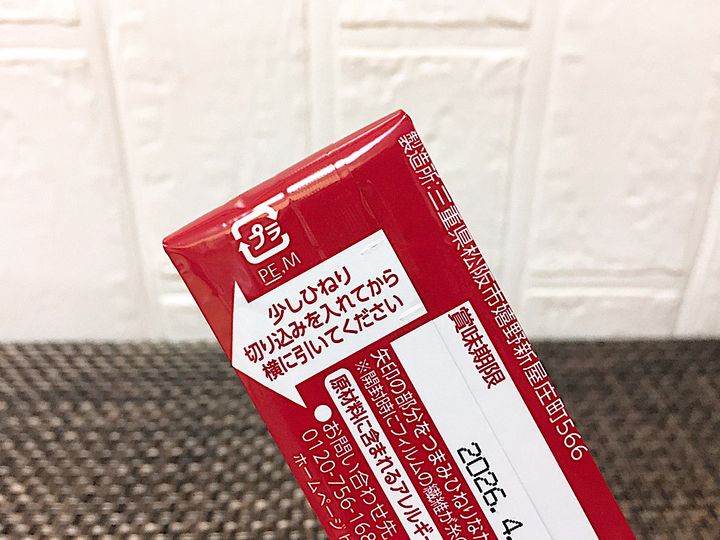 プラ
PE,M
少しひねり
切り込みを入れてから
横に引いてください
製造所:三重県松阪市嬉野新屋庄町566
賞味期限
2026.4.
矢印の部分をつまみひねりなが
※開封時にフィルムの繊維が糸
原材料に含まれるアレルギー
お問い合わせ先
0120-756-168
ホームページ